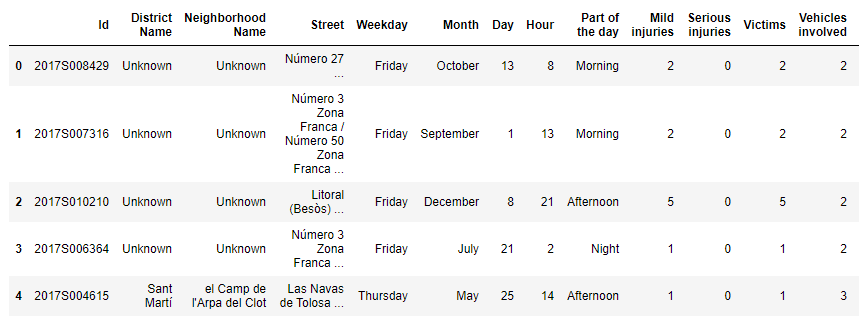 Id District Name Neighborhood Name Street Weekday Month Day Hour Part of the day Mild injuries Serious injuries Victims Vehicles involved
0 2017S008429 Unknown Unknown Número 27 ... Friday October 13 8 Morning 2 0 2 2
1 2017S007316 Unknown Unknown Número 3 Zona Franca / Número 50 Zona Franca ... Friday September 1 13 Morning 2 0 2 2
2 2017S010210 Unknown Unknown Litoral (Besòs) ... Friday December 8 21 Afternoon 5 0 5 2
3 2017S006364 Unknown Unknown Número 3 Zona Franca ... Friday July 21 2 Night 1 0 1 2
4 2017S004615 Sant Martí el Camp de l'Arpa del Clot Las Navas de Tolosa ... Thursday May 25 14 Afternoon 1 0 1 3